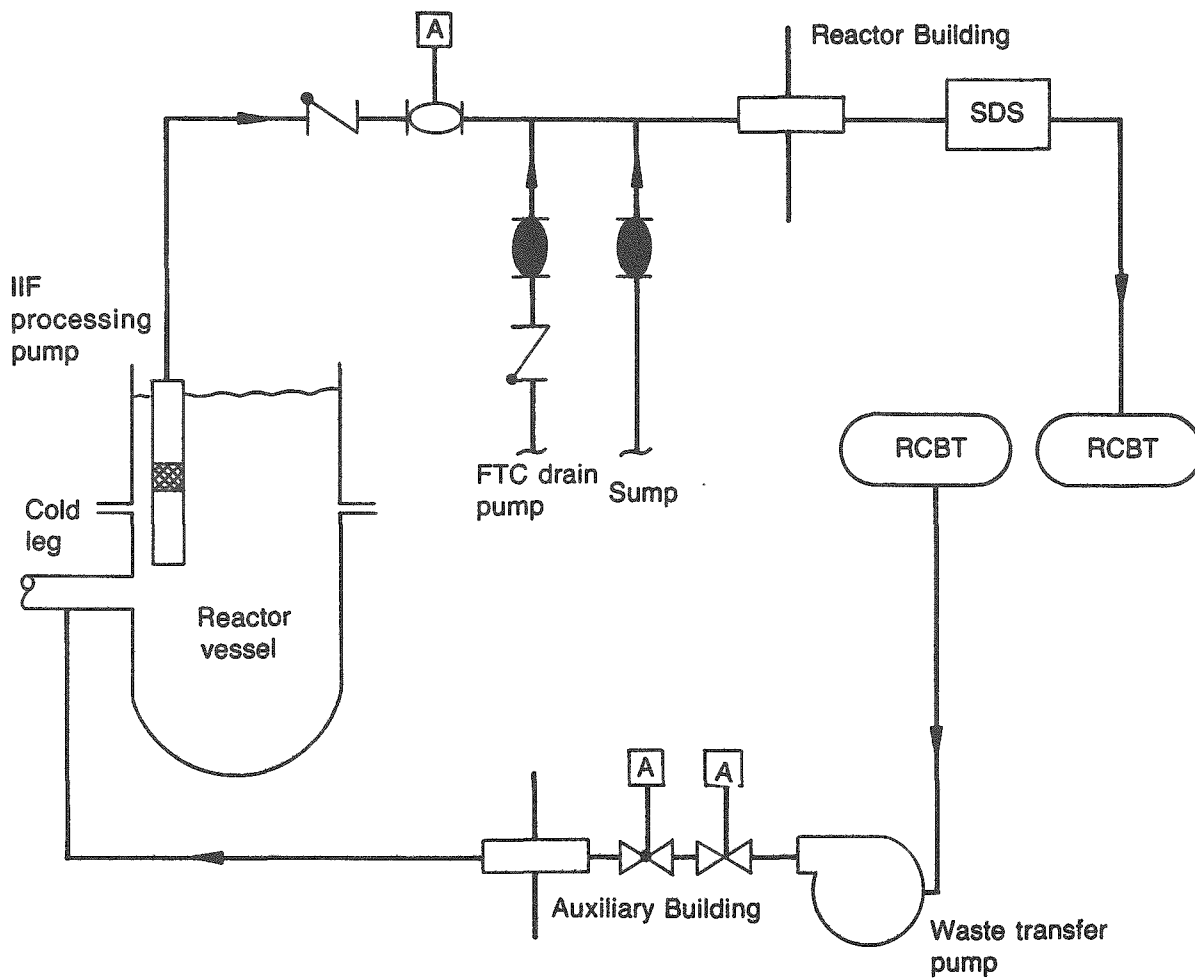 A
Reactor Building
SDS
IIF
processing
pump
RCBT
RCBT
FTC drain
pump
Sump
Cold
leg
Reactor
vessel
A
A
Auxiliary Building
Waste transfer
pump